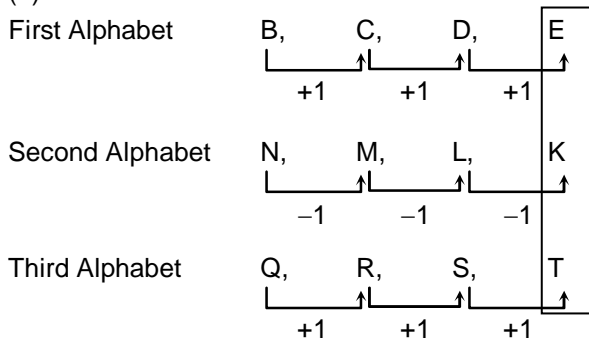 First Alphabet B, C, D, E
+1 +1 +1
Second Alphabet N, M, L, K
−1 −1 −1
Third Alphabet Q, R, S, T
+1 +1 +1